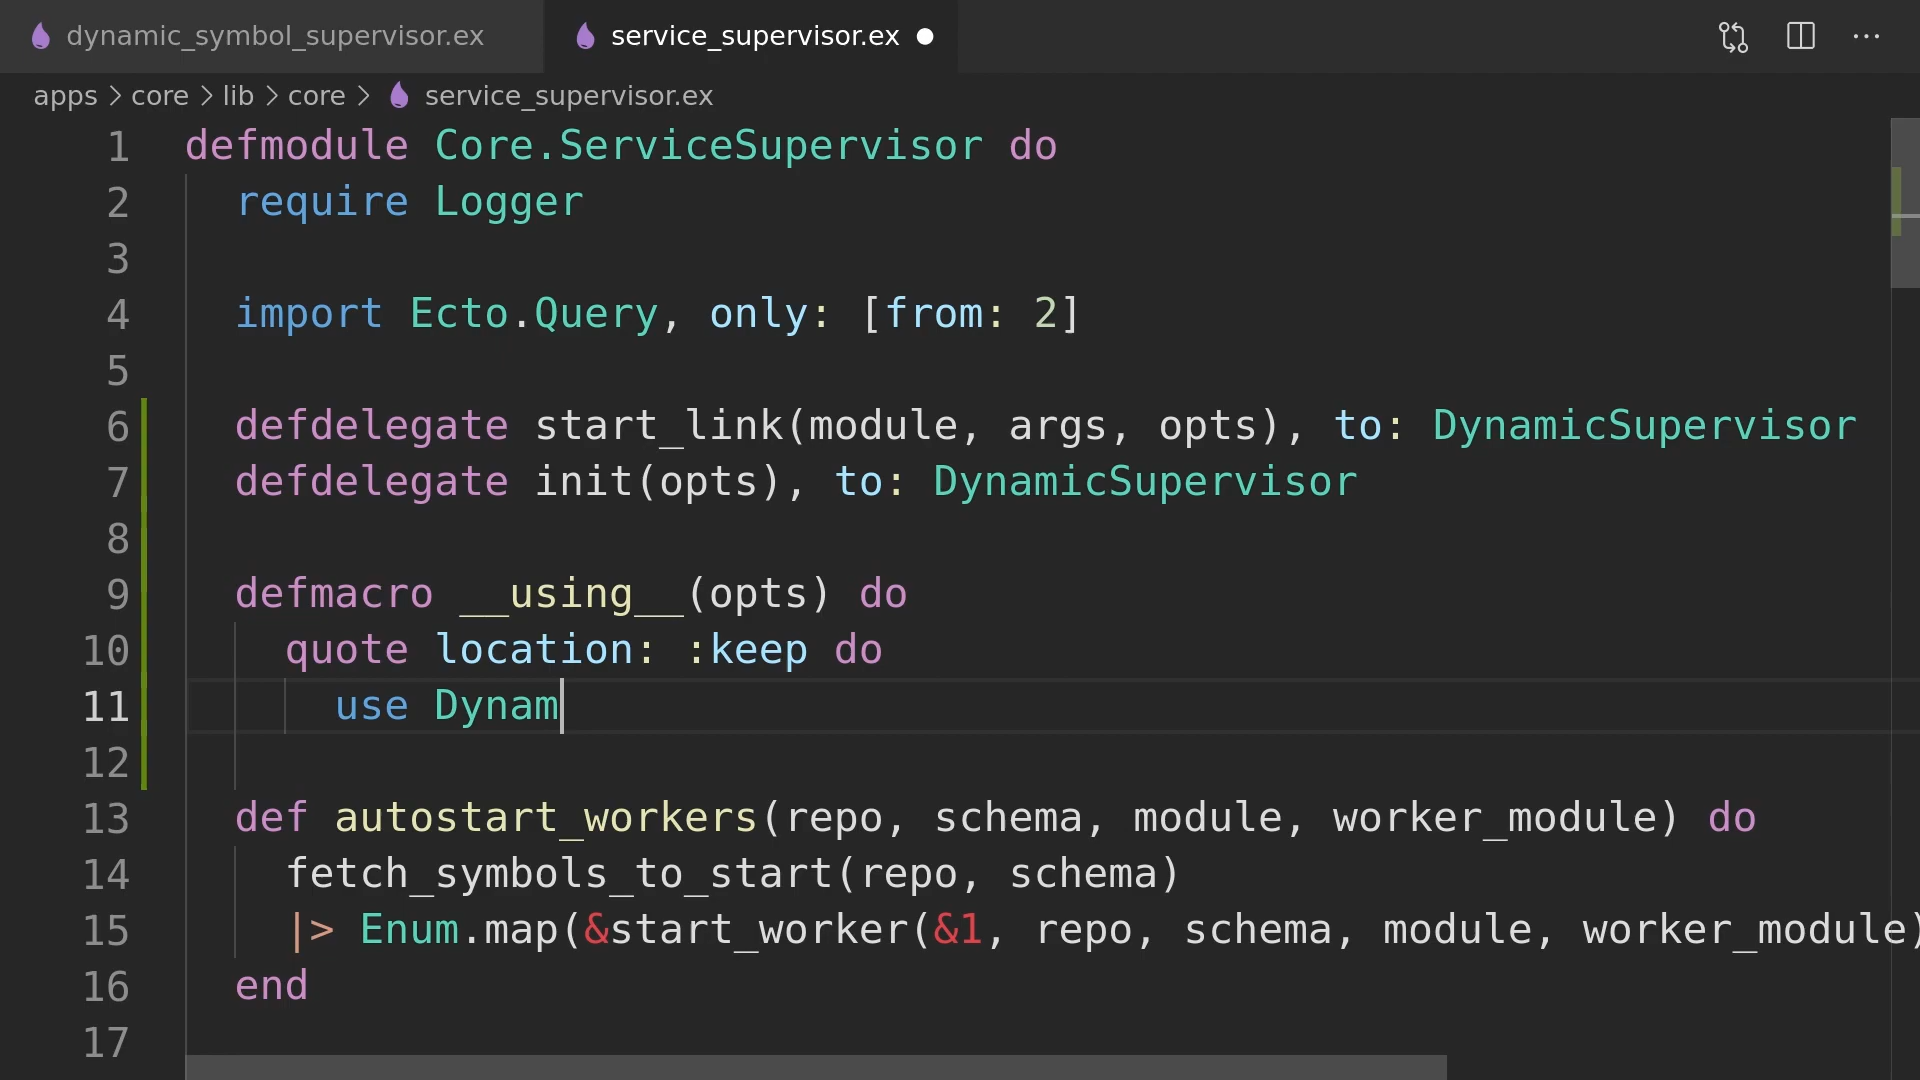 dynamic_symbol_supervisor.ex service_supervisor.ex
apps > core > lib > core > service_supervisor.ex
1 defmodule Core.ServiceSupervisor do
2   require Logger
3
4   import Ecto.Query, only: [from: 2]
5
6   defdelegate start_link(module, args, opts), to: DynamicSupervisor
7   defdelegate init(opts), to: DynamicSupervisor
8
9   defmacro __using__(opts) do
10     quote location: :keep do
11       use Dynam
12
13   def autostart_workers(repo, schema, module, worker_module) do
14     fetch_symbols_to_start(repo, schema)
15     |> Enum.map(&start_worker(&1, repo, schema, module, worker_module)
16   end
17